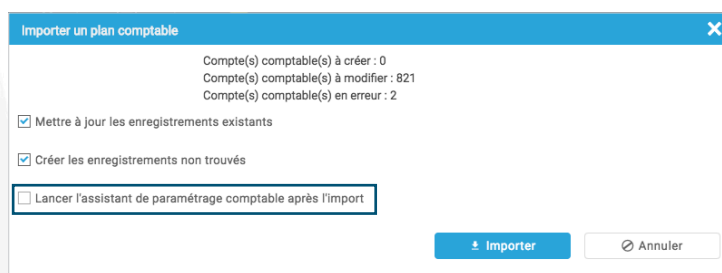 Importer un plan comptable
Compte(s) comptable(s) à créer : 0
Compte(s) comptable(s) à modifier : 821
Compte(s) comptable(s) en erreur : 2
Mettre à jour les enregistrements existants
Créer les enregistrements non trouvés
Lancer l'assistant de paramétrage comptable après l'import
Importer
Annuler